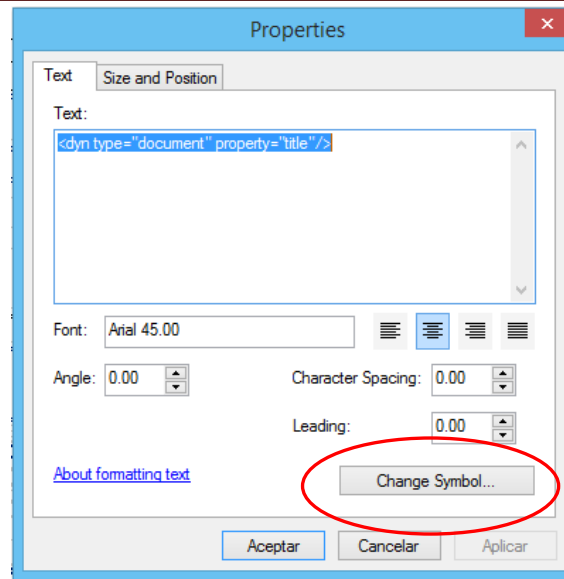 Properties
Text Size and Position
Text:
<dyn type="document" property="title"/>
Font: Arial 45.00
Angle: 0.00 Character Spacing: 0.00
Leading: 0.00
About formatting text Change Symbol...
Aceptar Cancelar Aplicar